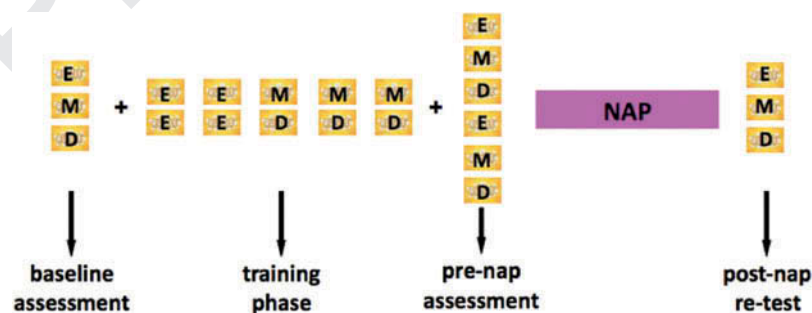 E
M
D
+
E E M M M
E E D D D
+
E
M
D
E
M
D
NAP
E
M
D
baseline
assessment
training
phase
pre-nap
assessment
post-nap
re-test